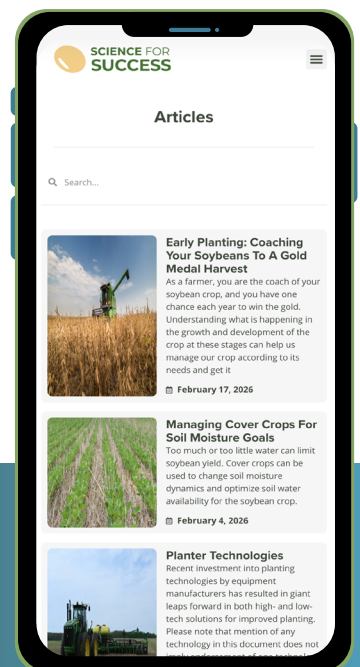 SCIENCE FOR
SUCCESS
Articles
Search...
Early Planting: Coaching
Your Soybeans To A Gold
Medal Harvest
As a farmer, you are the coach of your
soybean crop, and you have one
chance each year to win the gold.
Understanding what is happening in
the growth and development of the
crop at these stages can help us
manage our crop according to its
needs and get it
February 17, 2026
Managing Cover Crops For
Soil Moisture Goals
Too much or too little water can limit
soybean yield. Cover crops can be
used to change soil moisture
dynamics and optimize soil water
availability for the soybean crop.
February 4, 2026
Planter Technologies
Recent investment into planting
technologies by equipment
manufacturers has resulted in giant
leaps forward in both high- and low-
tech solutions for improved planting.
Please note that mention of any
technology in this document does not
imply endorsement of one